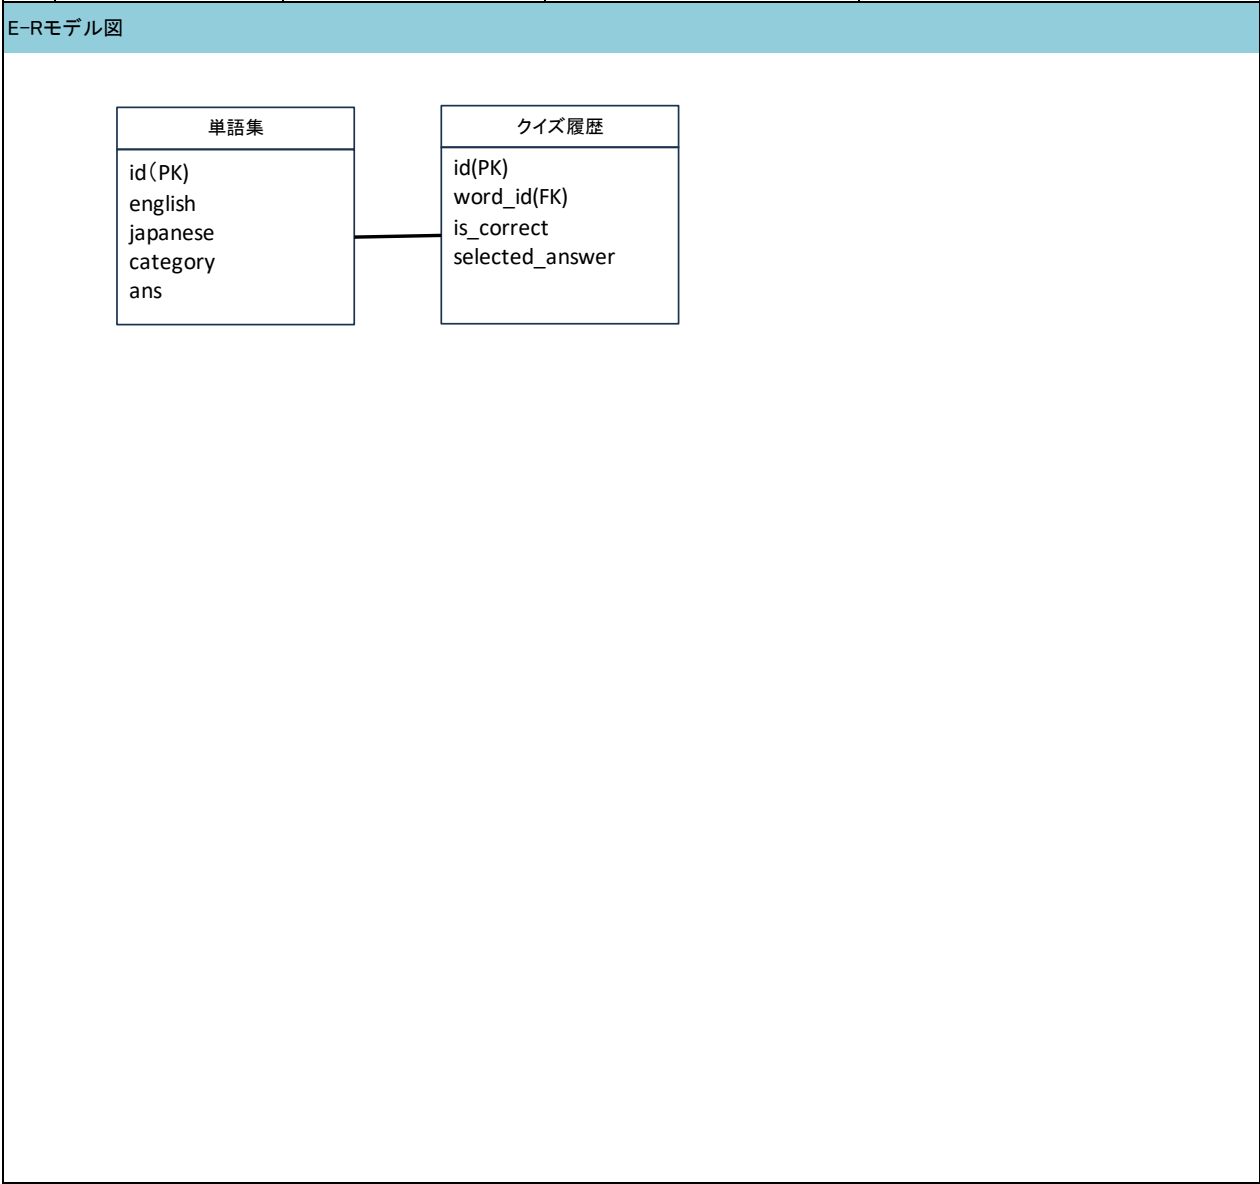 E-Rモデル図
単語集
id（PK)
english
japanese
category
ans
クイズ履歴
id(PK)
word_id(FK)
is_correct
selected_answer